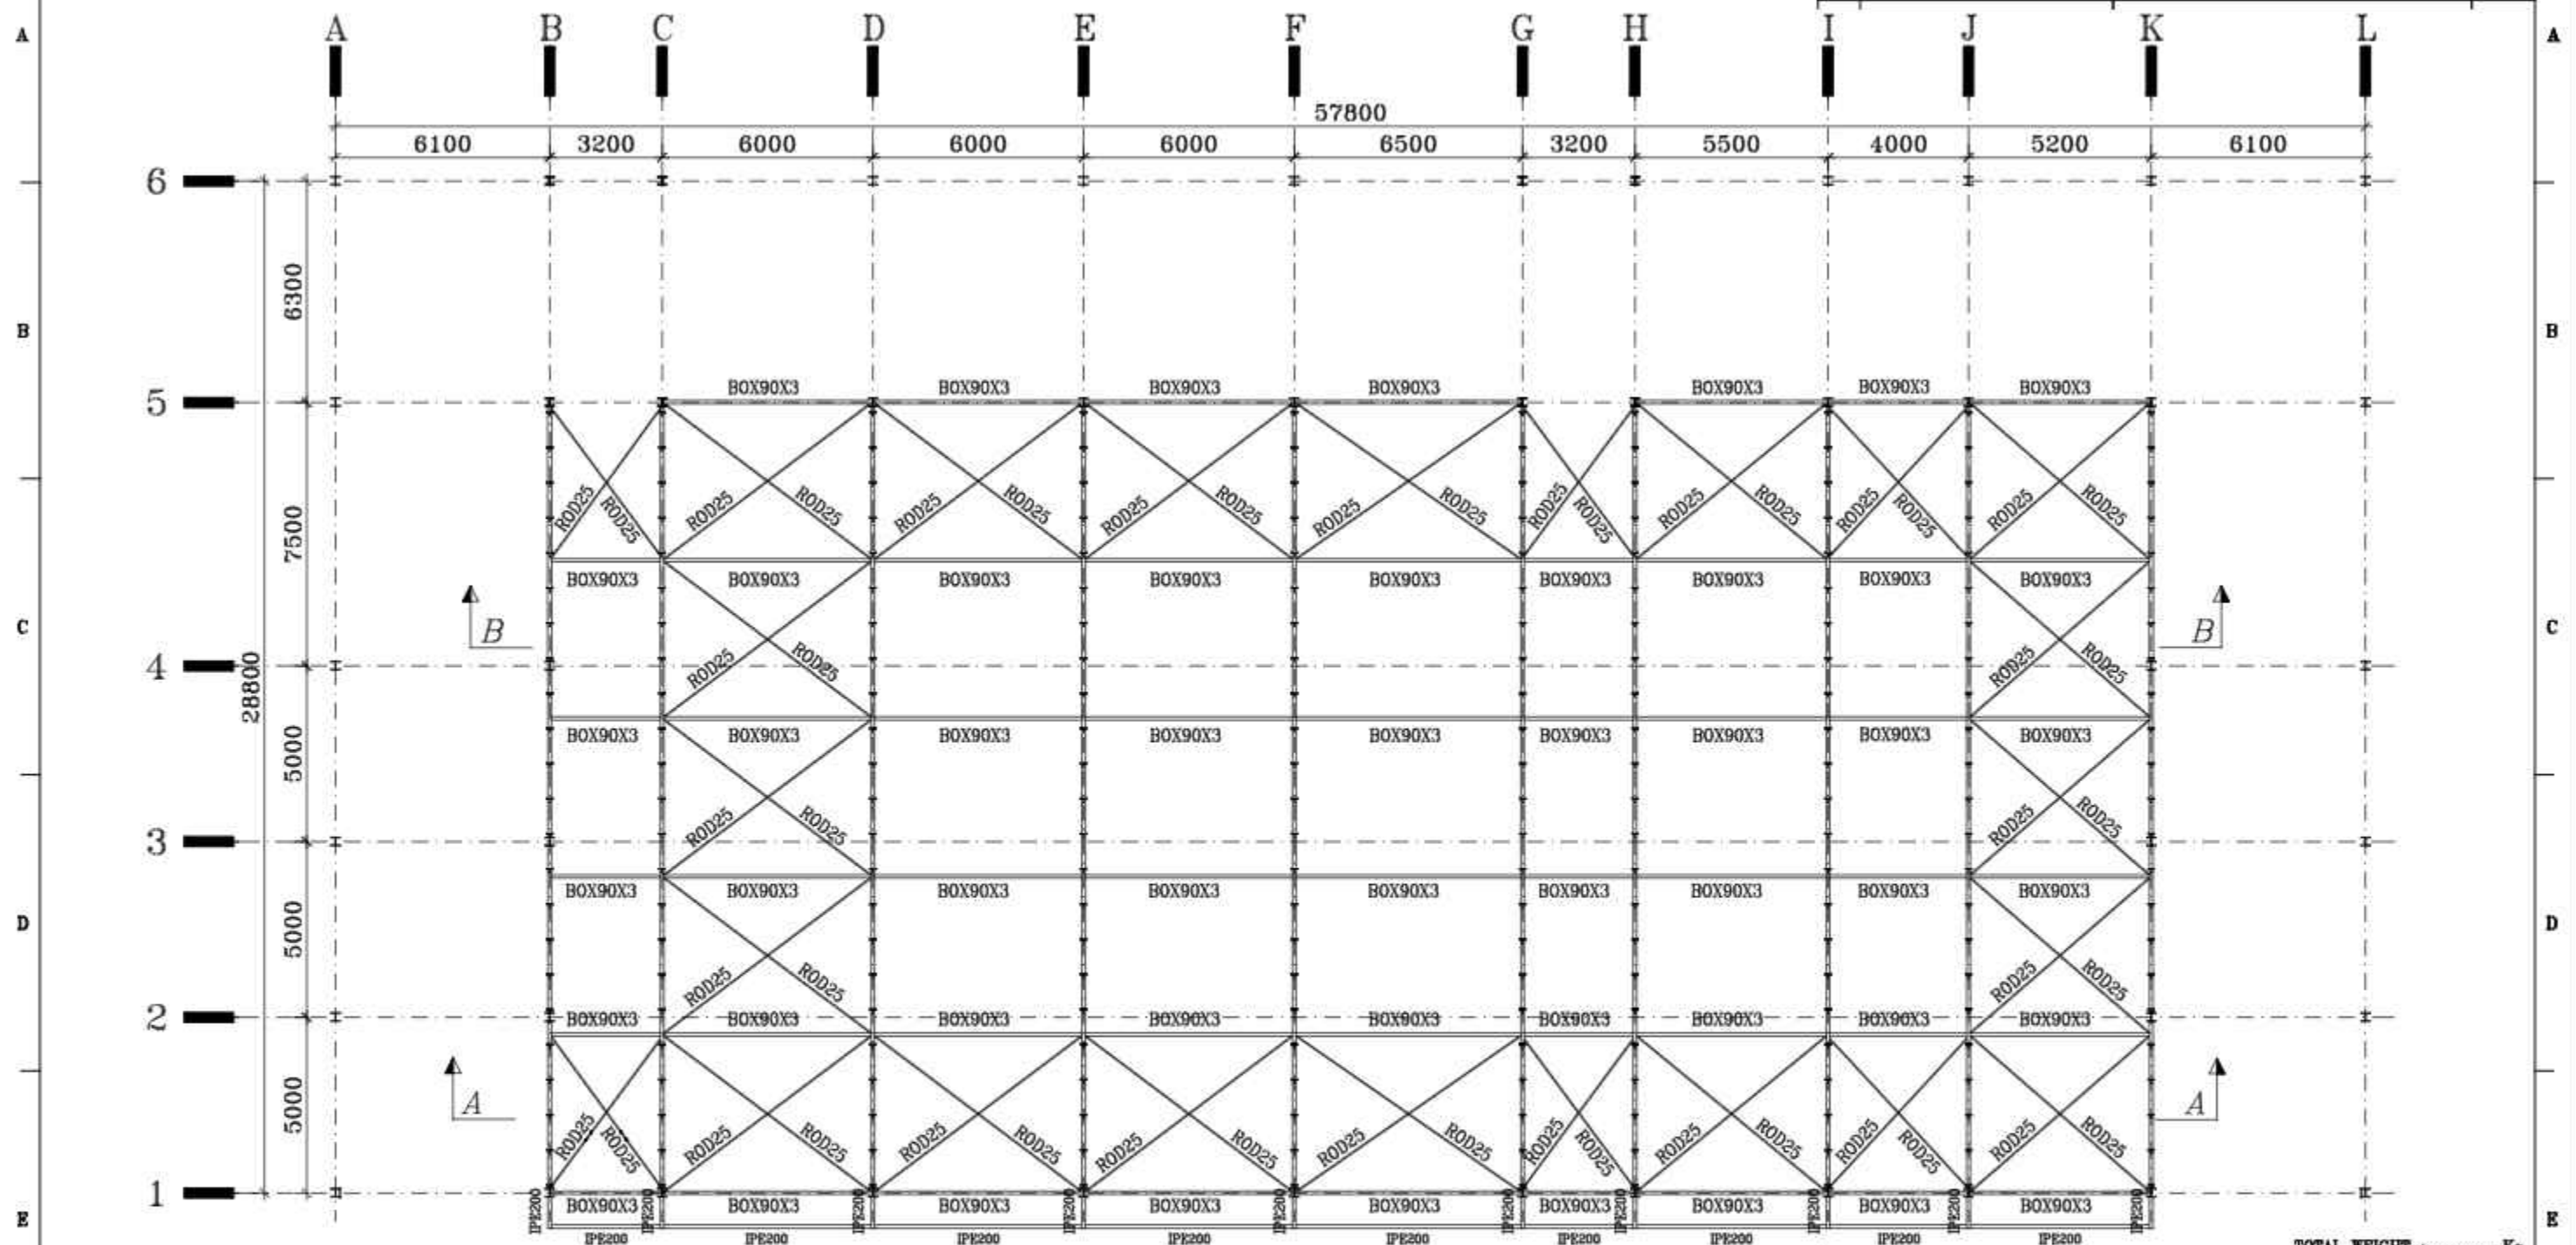 A A B C D E F G H I J K L A
57800
6100 3200 6000 6000 6000 6500 3200 5500 4000 5200 6100
6
6300
B B
BOX90X3 BOX90X3 BOX90X3 BOX90X3 BOX90X3 BOX90X3 BOX90X3
5
7500
ROD25 ROD25 ROD25 ROD25 ROD25 ROD25 ROD25 ROD25 ROD25 ROD25 ROD25 ROD25 ROD25 ROD25 ROD25 ROD25 ROD25 ROD25
BOX90X3 BOX90X3 BOX90X3 BOX90X3 BOX90X3 BOX90X3 BOX90X3 BOX90X3 BOX90X3
C B B C
4
28800
ROD25 ROD25 ROD25 ROD25
BOX90X3 BOX90X3 BOX90X3 BOX90X3 BOX90X3 BOX90X3 BOX90X3 BOX90X3 BOX90X3
5000
ROD25 ROD25 ROD25 ROD25
3
BOX90X3 BOX90X3 BOX90X3 BOX90X3 BOX90X3 BOX90X3 BOX90X3 BOX90X3 BOX90X3
D D
5000
ROD25 ROD25 ROD25 ROD25
2
BOX90X3 BOX90X3 BOX90X3 BOX90X3 BOX90X3 BOX90X3 BOX90X3 BOX90X3 BOX90X3
A A
5000
ROD25 ROD25 ROD25 ROD25 ROD25 ROD25 ROD25 ROD25 ROD25 ROD25 ROD25 ROD25 ROD25 ROD25 ROD25 ROD25 ROD25 ROD25
1
IPE200 IPE200 IPE200 IPE200 IPE200 IPE200 IPE200 IPE200 IPE200 IPE200
BOX90X3 BOX90X3 BOX90X3 BOX90X3 BOX90X3 BOX90X3 BOX90X3 BOX90X3 BOX90X3
E E
IPE200 IPE200 IPE200 IPE200 IPE200 IPE200 IPE200 IPE200 IPE200
TOTAL WEIGHT